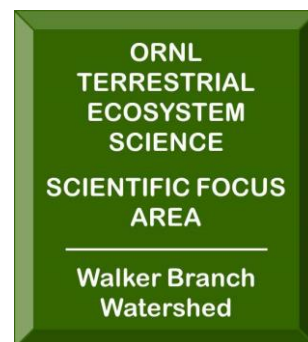 ORNL
TERRESTRIAL
ECOSYSTEM
SCIENCE
SCIENTIFIC FOCUS
AREA
Walker Branch
Watershed